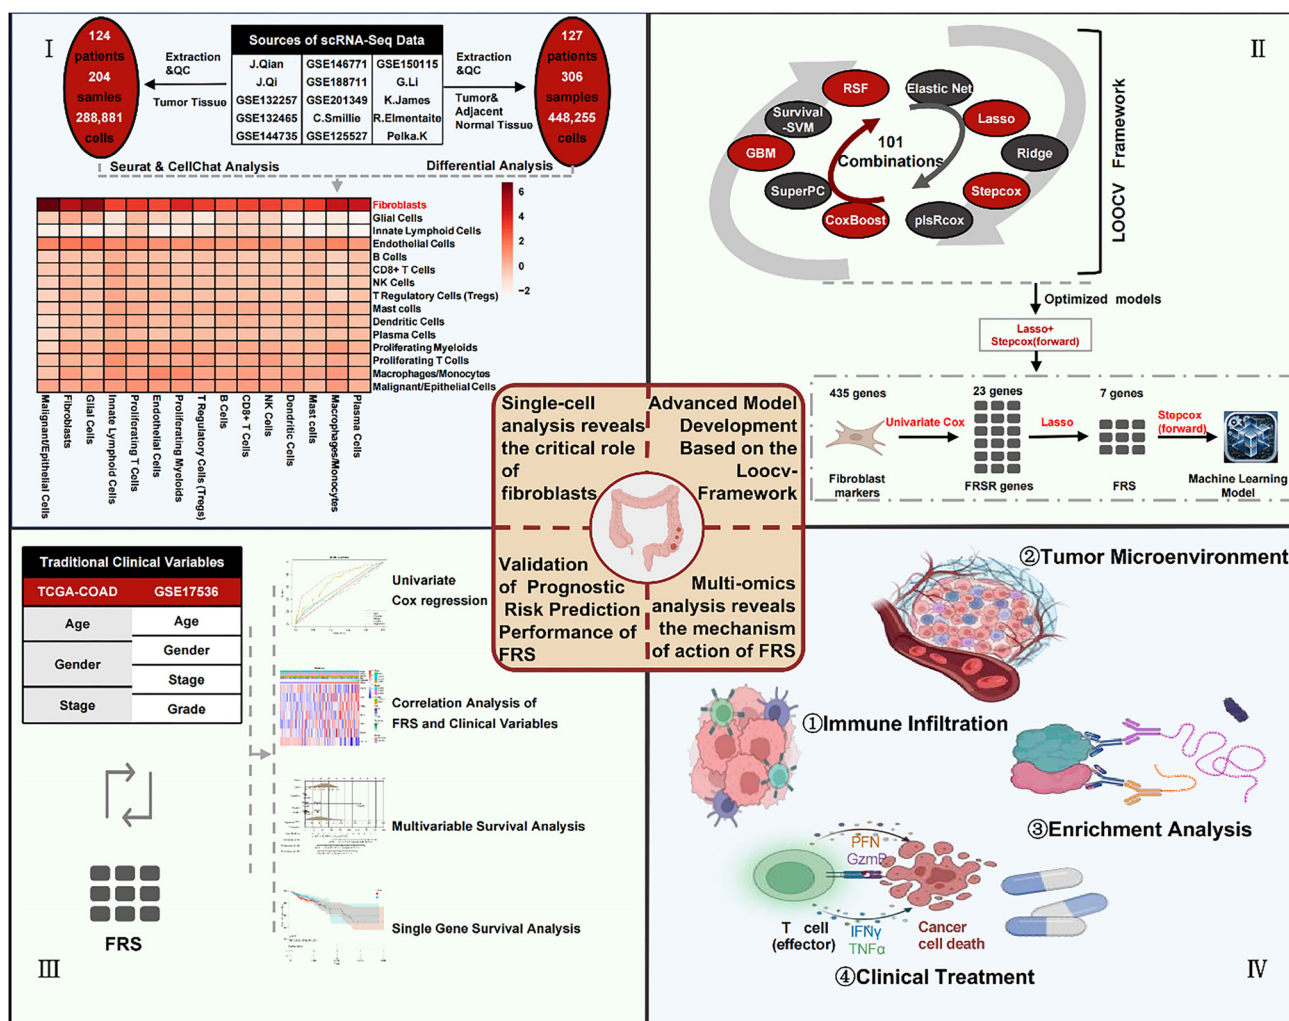 I
124
patients
204
samles
288,881
cells
Extraction
&QC
Tumor Tissue
Sources of scRNA-Seq Data
J.Qian GSE146771 GSE150115
J.Qi GSE188711 G.Li
GSE132257 GSE201349 K.James
GSE132465 C.Smillie R.Elmentaite
GSE144735 GSE125527 Polka.K
Extraction
&QC
Tumor&
Adjacent
Normal Tissue
127
patients
306
samples
448,255
cells
Seurat & CellChat Analysis
Differential Analysis
Fibroblasts
Glial Cells
Innate Lymphoid Cells
Endothelial Cells
B Cells
CD8+ T Cells
NK Cells
T Regulatory Cells (Tregs)
Mast cells
Dendritic Cells
Plasma Cells
Proliferating Myeloids
Proliferating T Cells
Macrophages/Monocytes
Malignant/Epithelial Cells
6
4
2
0
−2
Malignant/Epithelial Cells
Fibroblasts
Glial Cells
Innate Lymphoid Cells
Proliferating T Cells
Endothelial Cells
Proliferating Myeloids
T Regulatory Cells (Tregs)
B Cells
CD8+ T Cells
NK Cells
Dendritic Cells
Mast cells
Macrophages/Monocytes
Plasma Cells
II
RSF
Elastic Net
Survival
-SVM
Lasso
GBM
101
Combinations
Ridge
SuperPC
Stepcox
CoxBoost
plsRcox
LOOCV Framework
Optimized models
Lasso+
Stepcox(forward)
435 genes
Univariate Cox
23 genes
Lasso
7 genes
Stepcox
(forward)
Fibroblast
markers
FRSR genes
FRS
Machine Learning
Model
Single-cell
analysis reveals
the critical role
of
fibroblasts
Advanced Model
Development
Based on the
Loocv-
Framework
Validation
of Prognostic
Risk Prediction
Performance of
FRS
Multi-omics
analysis reveals
the mechanism
of action of FRS
Traditional Clinical Variables
TCGA-COAD GSE17536
Age Age
Gender Gender
Stage
Stage Grade
FRS
III
Univariate
Cox regression
Correlation Analysis of
FRS and Clinical Variables
Multivariable Survival Analysis
Single Gene Survival Analysis
②Tumor Microenvironment
①Immune Infiltration
③Enrichment Analysis
PFN
GzmB
T cell
(effector)
IFNγ
TNFα
Cancer
cell death
④Clinical Treatment
IV